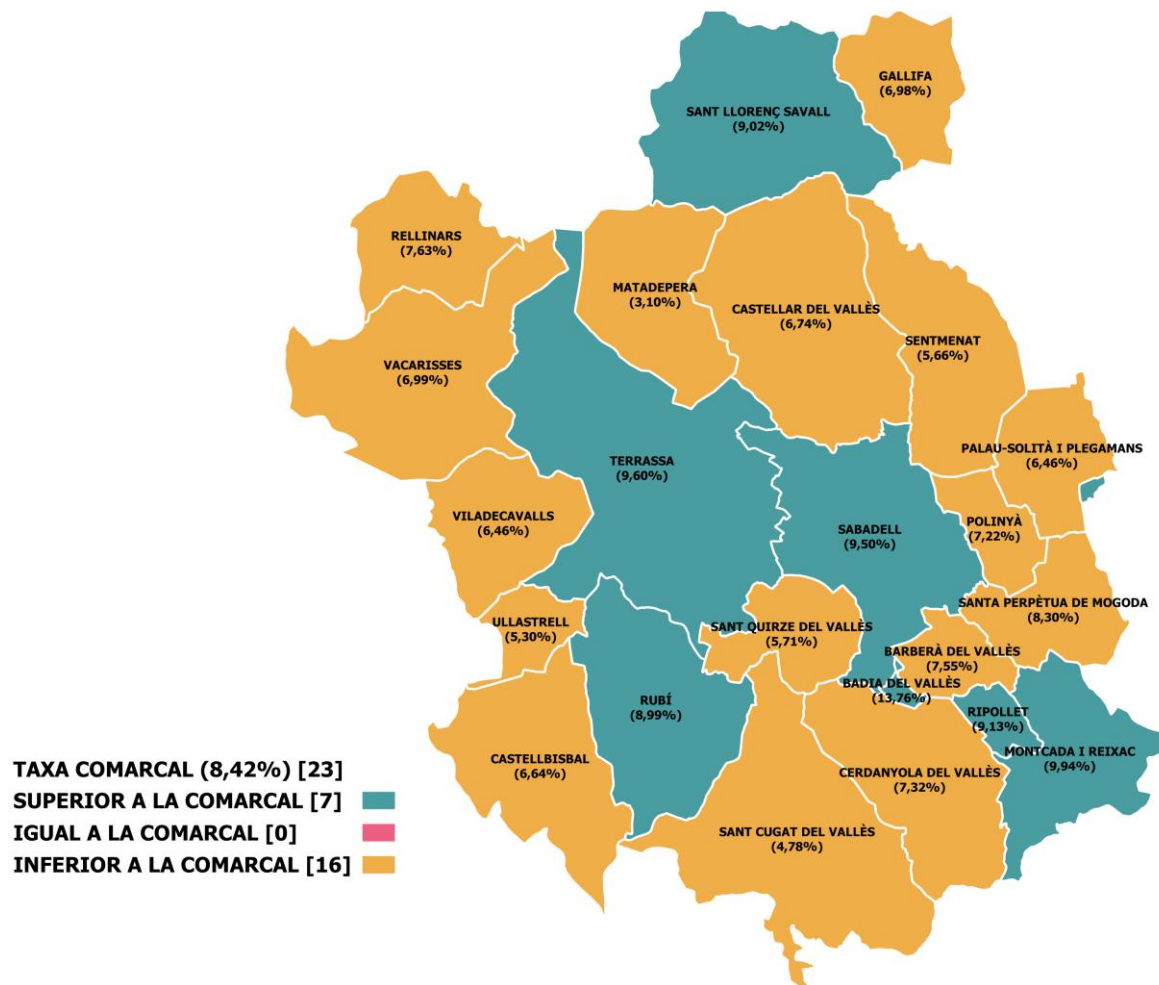 GALLIFA
(6,98%)
SANT LLORENÇ SAVALL
(9,02%)
RELLINARS
(7,63%)
MATADEPERA
(3,10%)
CASTELLAR DEL VALLÈS
(6,74%)
SENTMENAT
(5,66%)
VACARISSES
(6,99%)
PALAU-SOLITÀ I PLEGAMANS
(6,46%)
TERRASSA
(9,60%)
VILADECAVALLS
(6,46%)
SABADELL
(9,50%)
POLINYÀ
(7,22%)
SANTA PERPÈTUA DE MOGODA
(8,30%)
ULLASTRELL
(5,30%)
SANT QUIRZE DEL VALLÈS
(5,71%)
BARBERÀ DEL VALLÈS
(7,55%)
BADIA DEL VALLÈS
(13,76%)
RUBÍ
(8,99%)
RIPOLLET
(9,13%)
MONTCADA I REIXAC
(9,94%)
CASTELLBISBAL
(6,64%)
CERDANYOLA DEL VALLÈS
(7,32%)
SANT CUGAT DEL VALLÈS
(4,78%)
TAXA COMARCAL (8,42%) [23]
SUPERIOR A LA COMARCAL [7]
IGUAL A LA COMARCAL [0]
INFERIOR A LA COMARCAL [16]